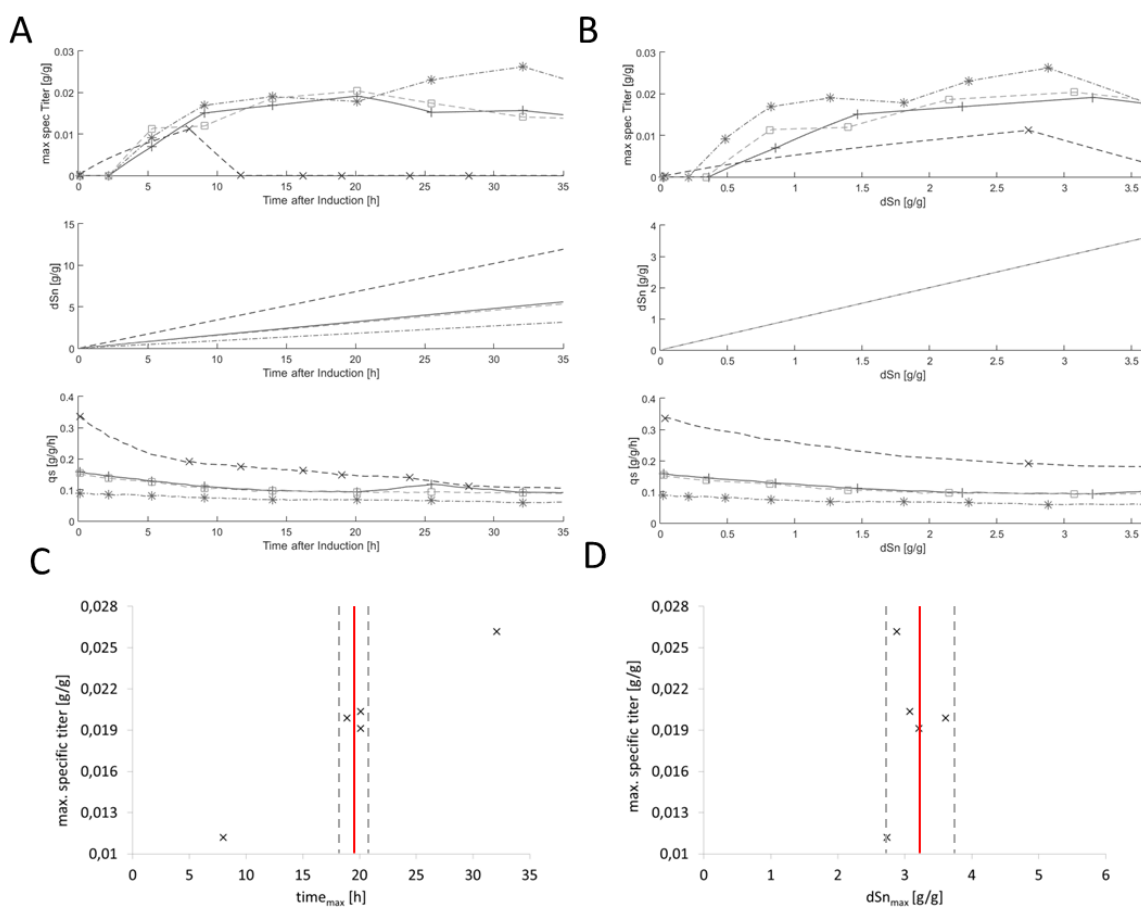 A
B
max spec Titer [g/g]
0.03
0.02
0.01
0
0 5 10 15 20 25 30 35
Time after Induction [h]
max spec Titer [g/g]
0.03
0.02
0.01
0
0 0.5 1 1.5 2 2.5 3 3.5
dSn [g/g]
dSn [g/g]
15
10
5
0
0 5 10 15 20 25 30 35
Time after Induction [h]
dSn [g/g]
4
3
2
1
0
0 0.5 1 1.5 2 2.5 3 3.5
dSn [g/g]
qs [g/g/h]
0.4
0.3
0.2
0.1
0
0 5 10 15 20 25 30 35
Time after Induction [h]
qs [g/g/h]
0.4
0.3
0.2
0.1
0
0 0.5 1 1.5 2 2.5 3 3.5
dSn [g/g]
C
D
max. specific titer [g/g]
0,028
0,025
0,022
0,019
0,016
0,013
0,01
0 5 10 15 20 25 30 35
timemax [h]
max. specific titer [g/g]
0,028
0,025
0,022
0,019
0,016
0,013
0,01
0 1 2 3 4 5 6
dSnmax [g/g]